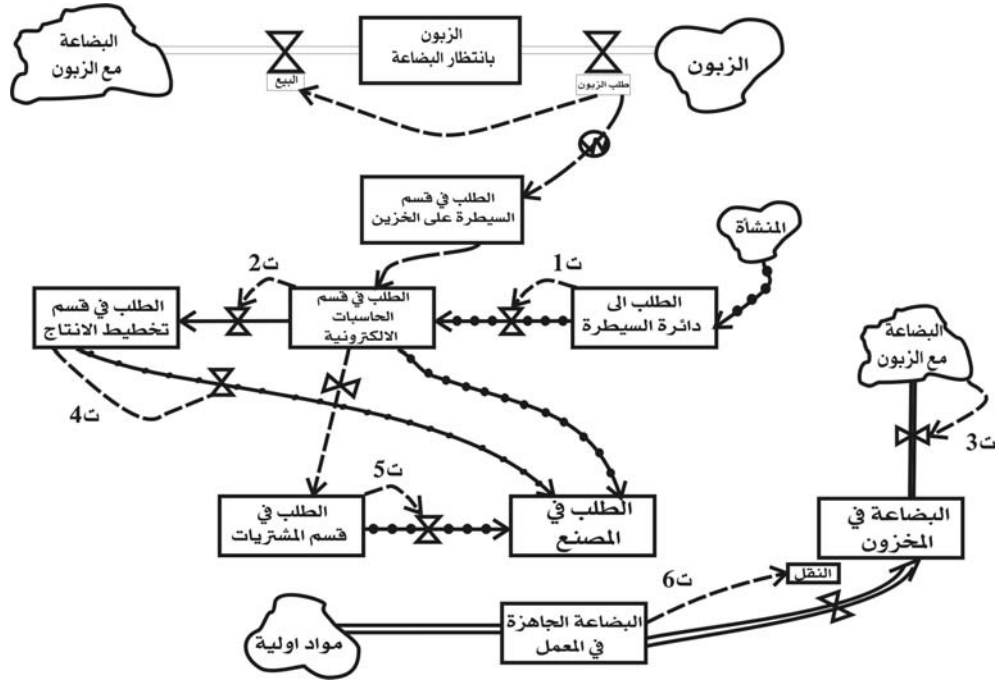 الزبون
الزبون
بانتظار البضاعة
البضاعة
مع الزبون
طلب الزبون
البيع
الطلب في قسم
السيطرة على الخزين
المنشأة
ت1
ت2
الطلب الى
دائرة السيطرة
الطلب في قسم
الحاسبات
الالكترونية
الطلب في قسم
تخطيط الانتاج
البضاعة
مع الزبون
ت3
ت4
ت5
البضاعة في
المخزون
الطلب في
المصنع
الطلب في
قسم المشتريات
النقل
ت6
البضاعة الجاهزة
في المعمل
مواد اولية